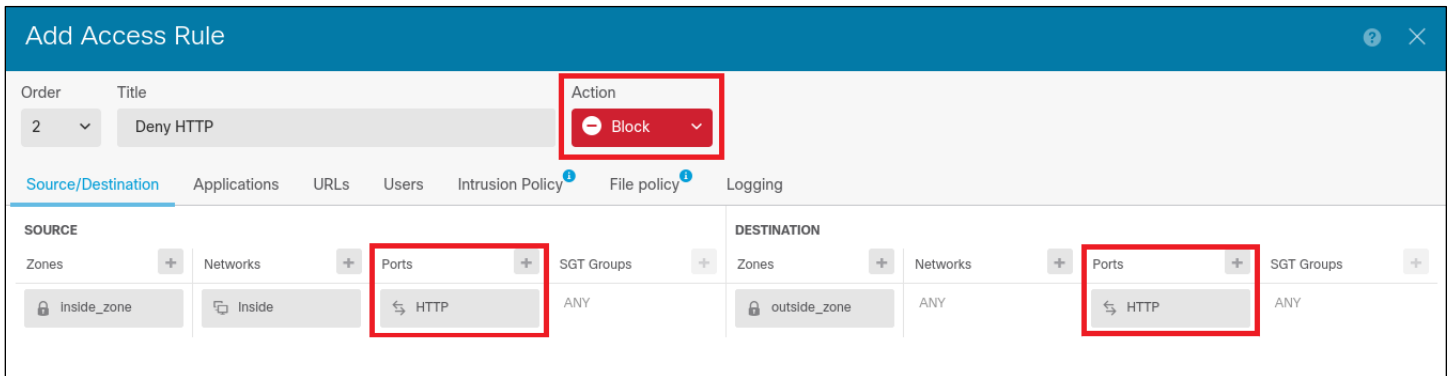 Add Access Rule
Order Title Action
2 Deny HTTP Block
Source/Destination Applications URLs Users Intrusion Policy File policy Logging
SOURCE DESTINATION
Zones Networks Ports SGT Groups Zones Networks Ports SGT Groups
inside_zone Inside HTTP ANY outside_zone ANY HTTP ANY